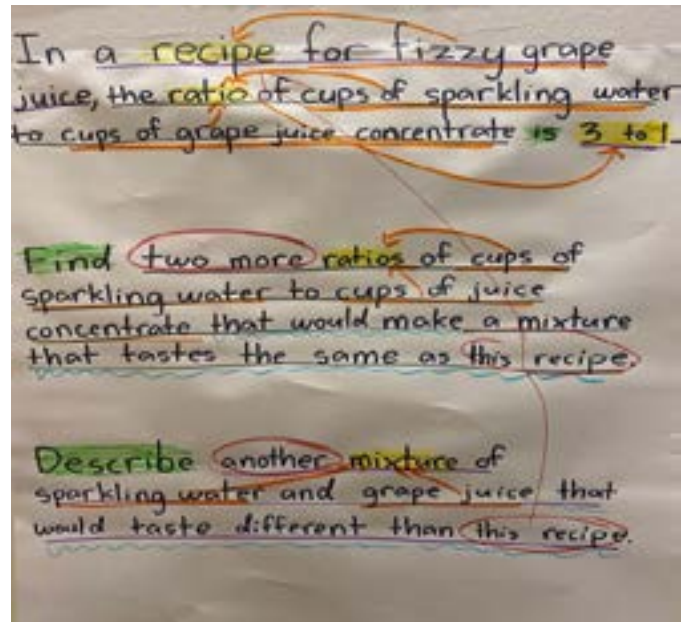 In a recipe for fizzy grape
juice, the ratio of cups of sparkling water
to cups of grape juice concentrate is 3 to 1.
Find two more ratios of cups of
sparkling water to cups of juice
concentrate that would make a mixture
that tastes the same as this recipe.
Describe another mixture of
sparkling water and grape juice that
would taste different than this recipe.